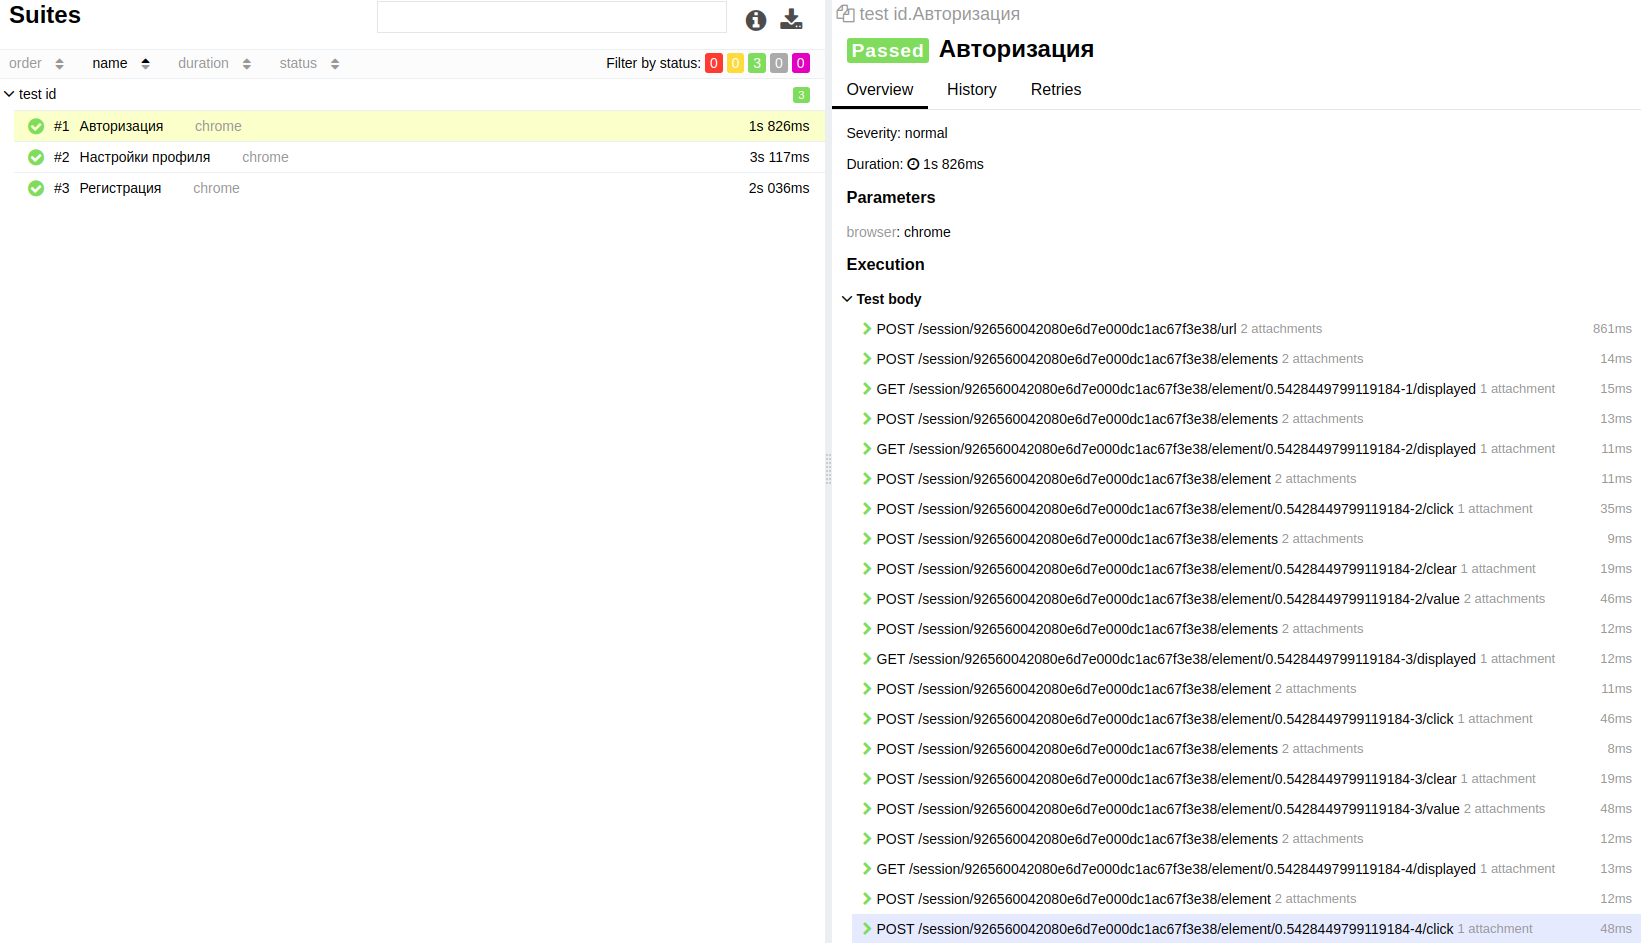 Suites
order name duration status Filter by status: 0 0 3 0 0
test id 3
#1 Авторизация chrome 1s 826ms
#2 Настройки профиля chrome 3s 117ms
#3 Регистрация chrome 2s 036ms
test id.Авторизация
Passed Авторизация
Overview History Retries
Severity: normal
Duration: 1s 826ms
Parameters
browser: chrome
Execution
Test body
POST /session/926560042080e6d7e000dc1ac67f3e38/url 2 attachments 861ms
POST /session/926560042080e6d7e000dc1ac67f3e38/elements 2 attachments 14ms
GET /session/926560042080e6d7e000dc1ac67f3e38/element/0.5428449799119184-1/displayed 1 attachment 15ms
POST /session/926560042080e6d7e000dc1ac67f3e38/elements 2 attachments 13ms
GET /session/926560042080e6d7e000dc1ac67f3e38/element/0.5428449799119184-2/displayed 1 attachment 11ms
POST /session/926560042080e6d7e000dc1ac67f3e38/element 2 attachments 11ms
POST /session/926560042080e6d7e000dc1ac67f3e38/element/0.5428449799119184-2/click 1 attachment 35ms
POST /session/926560042080e6d7e000dc1ac67f3e38/elements 2 attachments 9ms
POST /session/926560042080e6d7e000dc1ac67f3e38/element/0.5428449799119184-2/clear 1 attachment 19ms
POST /session/926560042080e6d7e000dc1ac67f3e38/element/0.5428449799119184-2/value 2 attachments 46ms
POST /session/926560042080e6d7e000dc1ac67f3e38/elements 2 attachments 12ms
GET /session/926560042080e6d7e000dc1ac67f3e38/element/0.5428449799119184-3/displayed 1 attachment 12ms
POST /session/926560042080e6d7e000dc1ac67f3e38/element 2 attachments 11ms
POST /session/926560042080e6d7e000dc1ac67f3e38/element/0.5428449799119184-3/click 1 attachment 46ms
POST /session/926560042080e6d7e000dc1ac67f3e38/elements 2 attachments 8ms
POST /session/926560042080e6d7e000dc1ac67f3e38/element/0.5428449799119184-3/clear 1 attachment 19ms
POST /session/926560042080e6d7e000dc1ac67f3e38/element/0.5428449799119184-3/value 2 attachments 48ms
POST /session/926560042080e6d7e000dc1ac67f3e38/elements 2 attachments 12ms
GET /session/926560042080e6d7e000dc1ac67f3e38/element/0.5428449799119184-4/displayed 1 attachment 13ms
POST /session/926560042080e6d7e000dc1ac67f3e38/element 2 attachments 12ms
POST /session/926560042080e6d7e000dc1ac67f3e38/element/0.5428449799119184-4/click 1 attachment 48ms